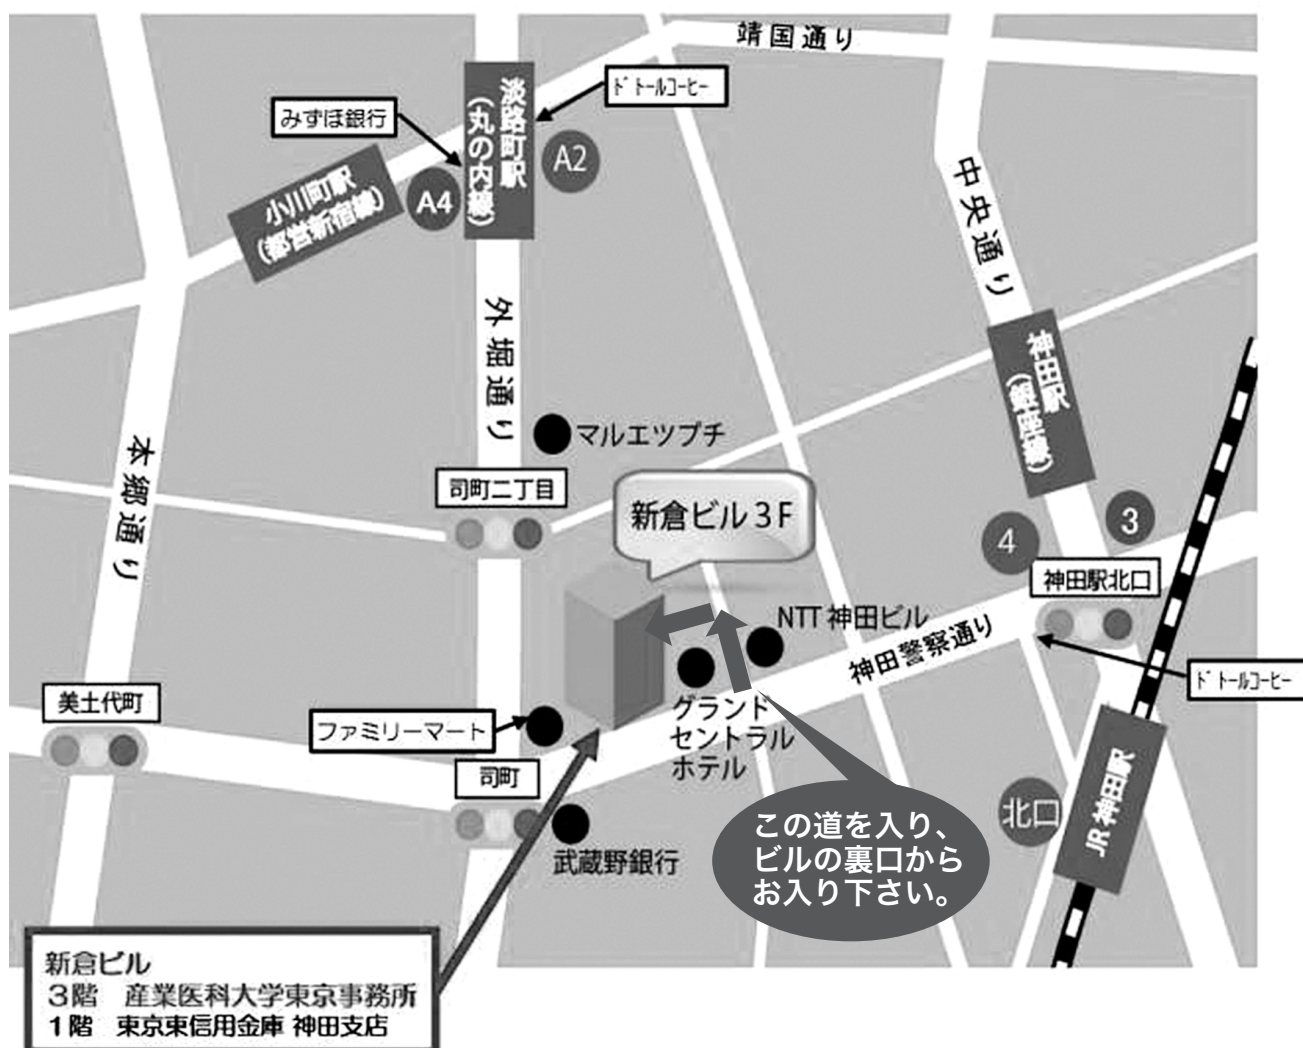 靖国通り
ドトールコーヒー
みずほ銀行
淡路町駅
(丸の内線)
A2
A4
小川町駅
(都営新宿線)
中央通り
外堀通り
神田駅
(銀座線)
マルエツプチ
本郷通り
司町二丁目
新倉ビル3F
4
3
神田駅北口
NTT 神田ビル
神田警察通り
ドトールコーヒー
美土代町
ファミリーマート
グランド
セントラル
ホテル
司町
武蔵野銀行
この道を入り、
ビルの裏口から
お入り下さい。
北口
JR 神田駅
新倉ビル
3階 産業医科大学東京事務所
1階 東京東信用金庫 神田支店